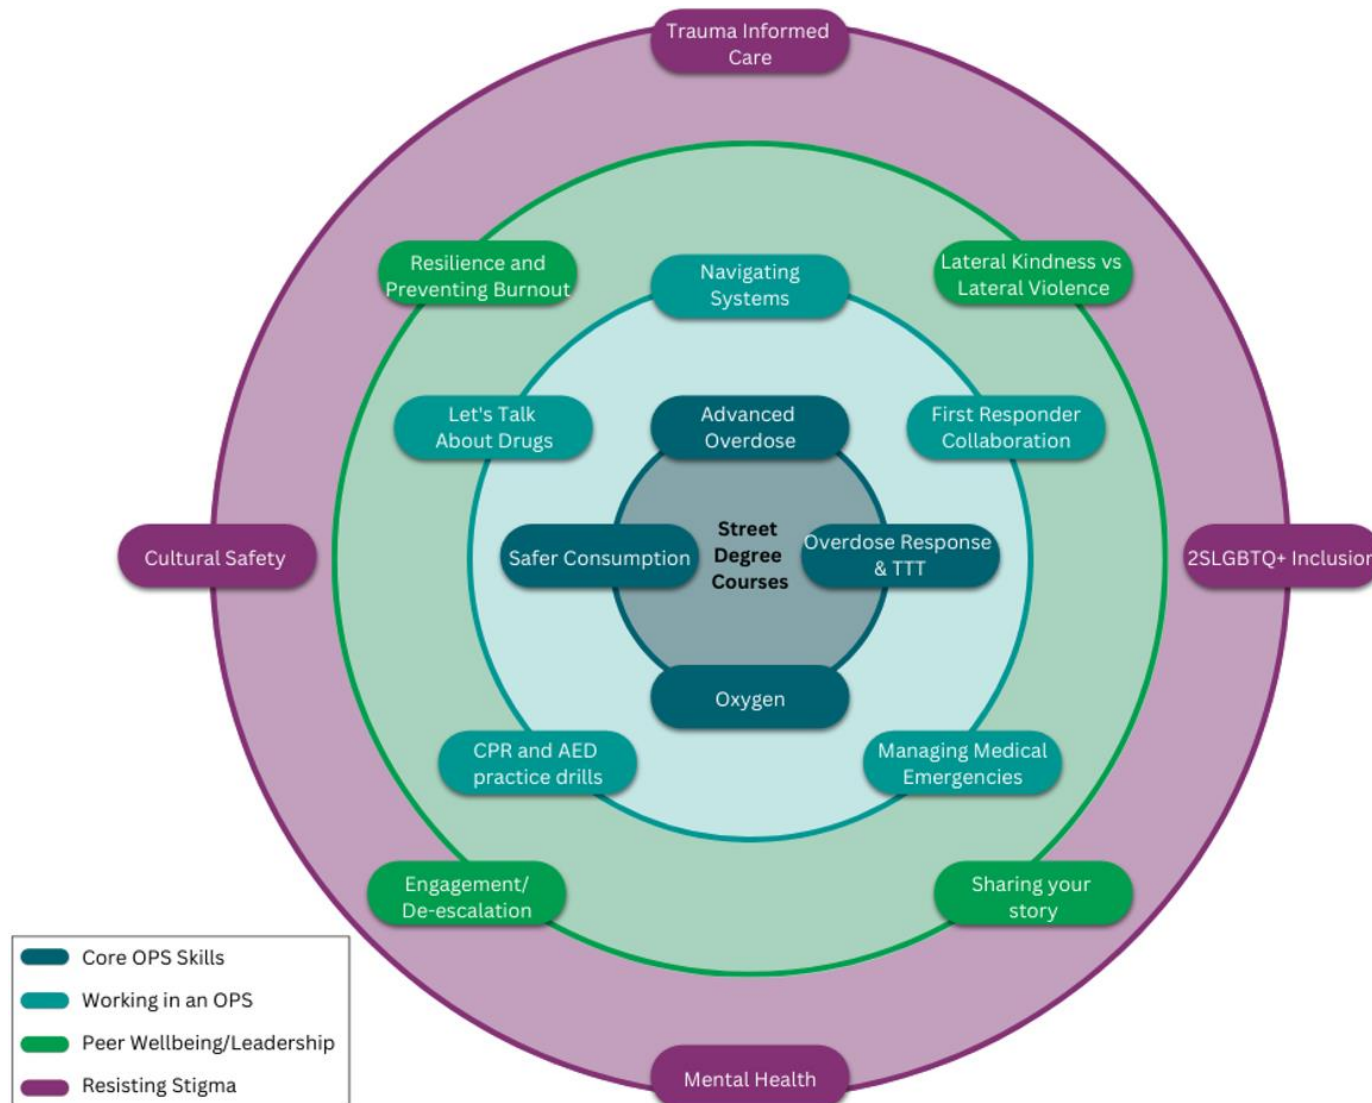 Trauma Informed
Care
Resilience and
Preventing Burnout
Navigating
Systems
Lateral Kindness vs
Lateral Violence
Let's Talk
About Drugs
Advanced
Overdose
First Responder
Collaboration
Cultural Safety
Safer Consumption
Street
Degree
Courses
Overdose Response
& TTT
2SLGBTQ+ Inclusion
Oxygen
CPR and AED
practice drills
Managing Medical
Emergencies
Engagement/
De-escalation
Sharing your
story
Mental Health
Core OPS Skills
Working in an OPS
Peer Wellbeing/Leadership
Resisting Stigma